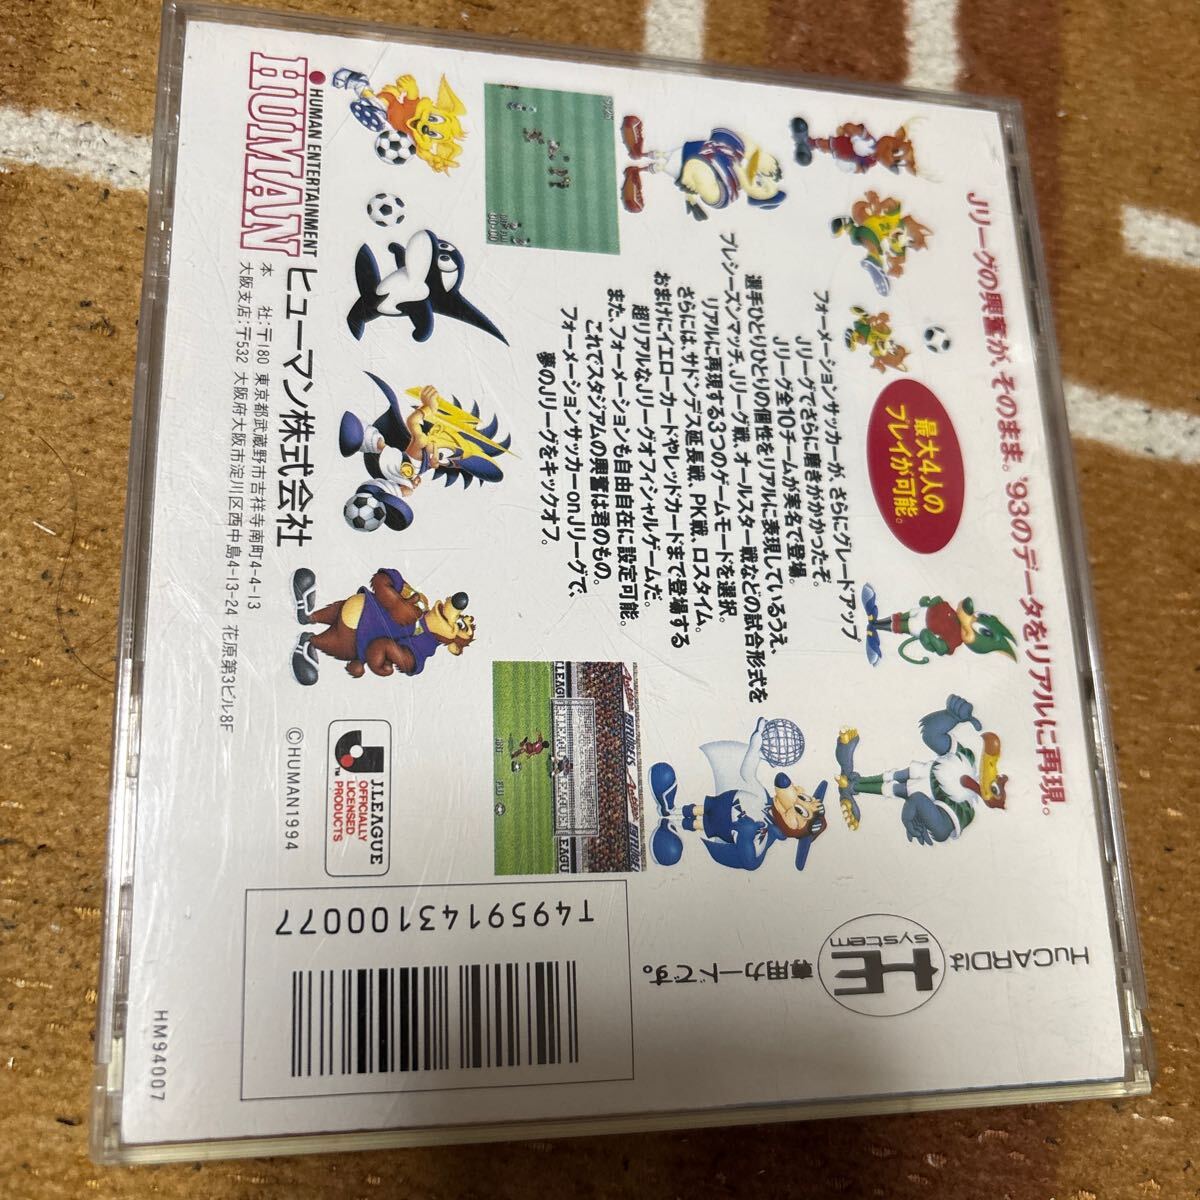 Jリーグの興奮が、そのまま。'93のデータをリアルに再現。
最大4人の
プレイが可能。
フォーメーションサッカーが、さらにグレードアップ
Jリーグでさらに磨きがかかったぞ。
Jリーグ全10チームが実名で登場。
選手ひとりひとりの個性をリアルに表現しているうえ、
プレシーズンマッチ、Jリーグ戦、オールスター戦などの試合形式を
リアルに再現する3つのゲームモードを選択。
さらには、サドンデス延長戦、PK戦、ロスタイム。
おまけにイエローカードやレッドカードまで登場する
超リアルなJリーグオフィシャルゲームだ。
また、フォーメーションも自由自在に設定可能。
これでスタジアムの興奮は君のもの。
フォーメーションサッカーonJリーグで、
夢のJリーグをキックオフ。
HUMAN ENTERTAINMENT
HUMAN
ヒューマン株式会社
本 社:〒180 東京都武蔵野市吉祥寺南町4-4-13
大阪支店:〒532 大阪府大阪市淀川区西中島4-13-24 花原第3ビル8F
©HUMAN1994
J.LEAGUE
OFFICIALLY
LICENSED
PRODUCTS
TM
HuCARDは
HE
system
専用カードです。
T4959143100077
HM94007